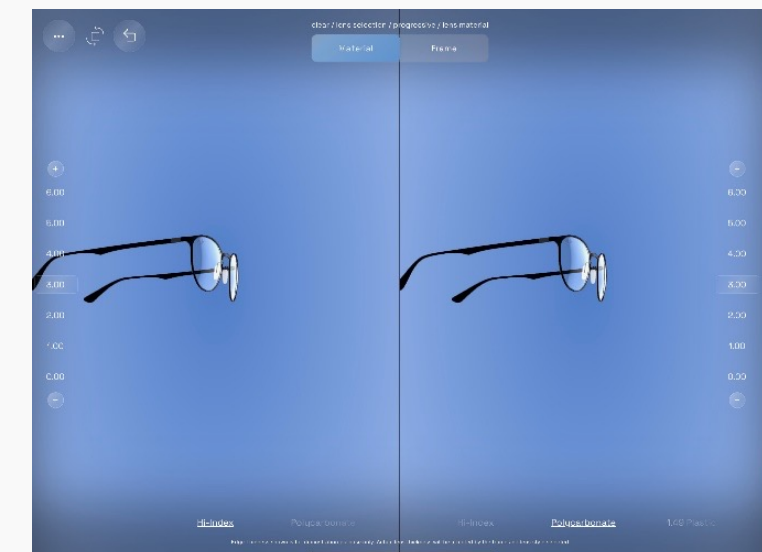 clear / lens selection / progressive / lens material
Material
Frame
6.00
5.00
4.00
3.00
2.00
1.00
0.00
6.00
5.00
4.00
3.00
2.00
1.00
0.00
Hi-Index
Polycarbonate
Hi-Index
Polycarbonate
1.49 Plastic